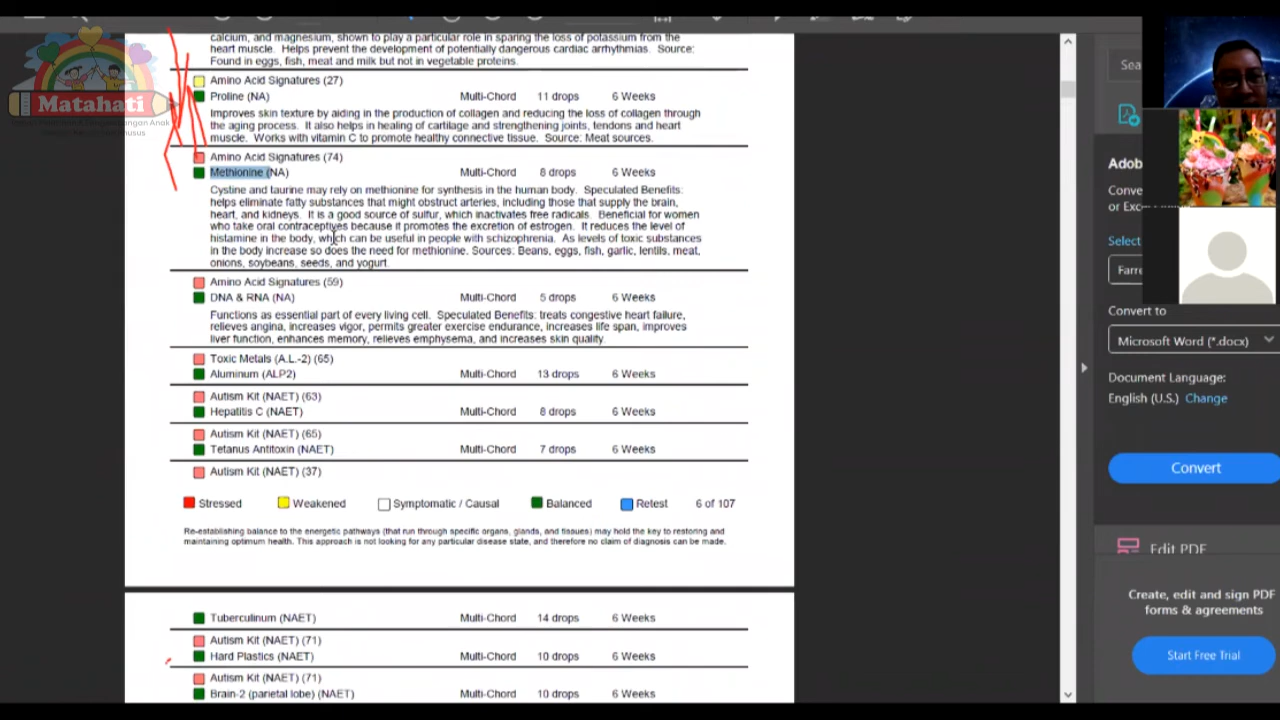 Matahati
calcium, and magnesium, shown to play a particular role in sparing the loss of potassium from the
heart muscle. Helps prevent the development of potentially dangerous cardiac arrhythmias. Source:
Found in eggs, fish, meat and milk but not in vegetable proteins.
Amino Acid Signatures (27)
Proline (NA) Multi-Chord 11 drops 6 Weeks
Improves skin texture by aiding in the production of collagen and reducing the loss of collagen through
the aging process. It also helps in healing of cartilage and strengthening joints, tendons and heart
muscle. Works with vitamin C to promote healthy connective tissue. Source: Meat sources.
Amino Acid Signatures (74)
Methionine (NA) Multi-Chord 8 drops 6 Weeks
Cystine and taurine may rely on methionine for synthesis in the human body. Speculated Benefits:
helps eliminate fatty substances that might obstruct arteries, including those that supply the brain,
heart, and kidneys. It is a good source of sulfur, which inactivates free radicals. Beneficial for women
who take oral contraceptives because it promotes the excretion of estrogen. It reduces the level of
histamine in the body, which can be useful in people with schizophrenia. As levels of toxic substances
in the body increase so does the need for methionine. Sources: Beans, eggs, fish, garlic, lentils, meat,
onions, soybeans, seeds, and yogurt.
Amino Acid Signatures (59)
DNA & RNA (NA) Multi-Chord 5 drops 6 Weeks
Functions as essential part of every living cell. Speculated Benefits: treats congestive heart failure,
relieves angina, increases vigor, permits greater exercise endurance, increases life span, improves
liver function, enhances memory, relieves emphysema, and increases skin quality.
Toxic Metals (A.L.-2) (65)
Aluminum (ALP2) Multi-Chord 13 drops 6 Weeks
Autism Kit (NAET) (63)
Hepatitis C (NAET) Multi-Chord 8 drops 6 Weeks
Autism Kit (NAET) (65)
Tetanus Antitoxin (NAET) Multi-Chord 7 drops 6 Weeks
Autism Kit (NAET) (37)
Stressed Weakened Symptomatic / Causal Balanced Retest 6 of 107
Re-establishing balance to the energetic pathways (that run through specific organs, glands, and tissues) may hold the key to restoring and
maintaining optimum health. This approach is not looking for any particular disease state, and therefore no claim of diagnosis can be made.
Tuberculinum (NAET) Multi-Chord 14 drops 6 Weeks
Autism Kit (NAET) (71)
Hard Plastics (NAET) Multi-Chord 10 drops 6 Weeks
Autism Kit (NAET) (71)
Brain-2 (parietal lobe) (NAET) Multi-Chord 10 drops 6 Weeks
Sea
Adob
Conve
or Exc
Select
Farre
Convert to
Microsoft Word (*.docx)
Document Language:
English (U.S.) Change
Convert
Edit PDF
Create, edit and sign PDF
forms & agreements
Start Free Trial